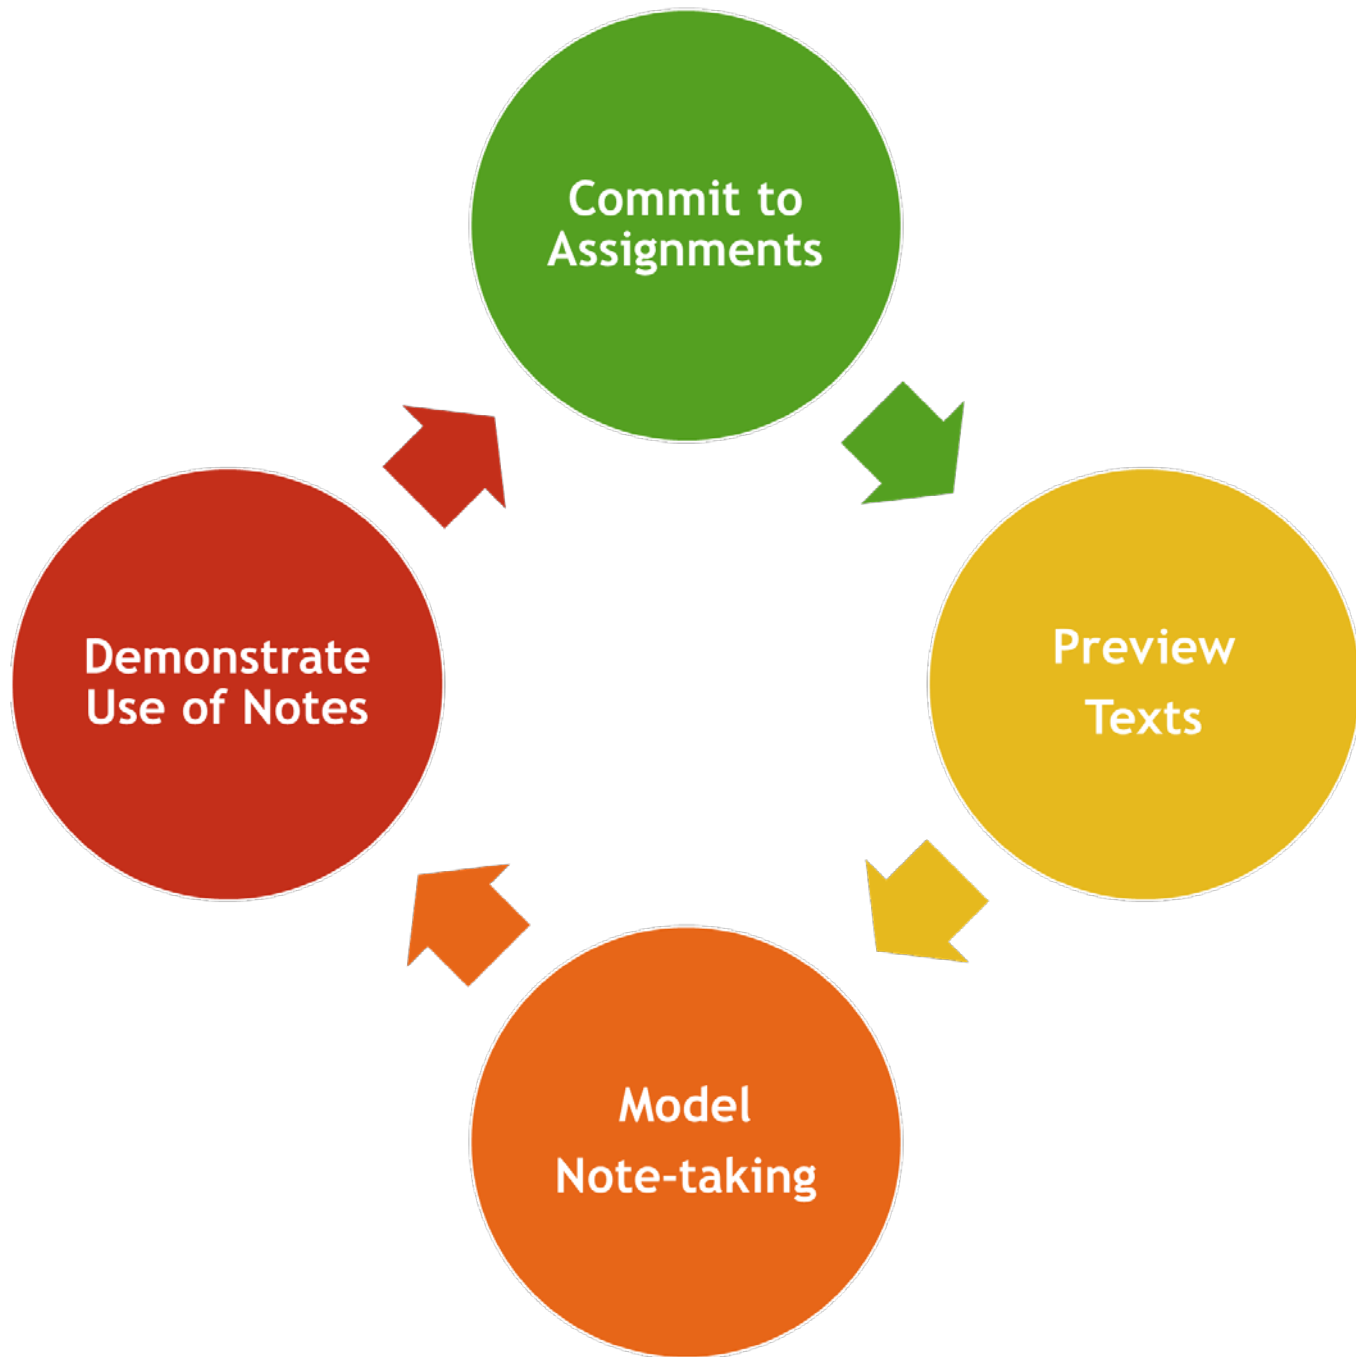 Commit to
Assignments
Preview
Texts
Model
Note-taking
Demonstrate
Use of Notes